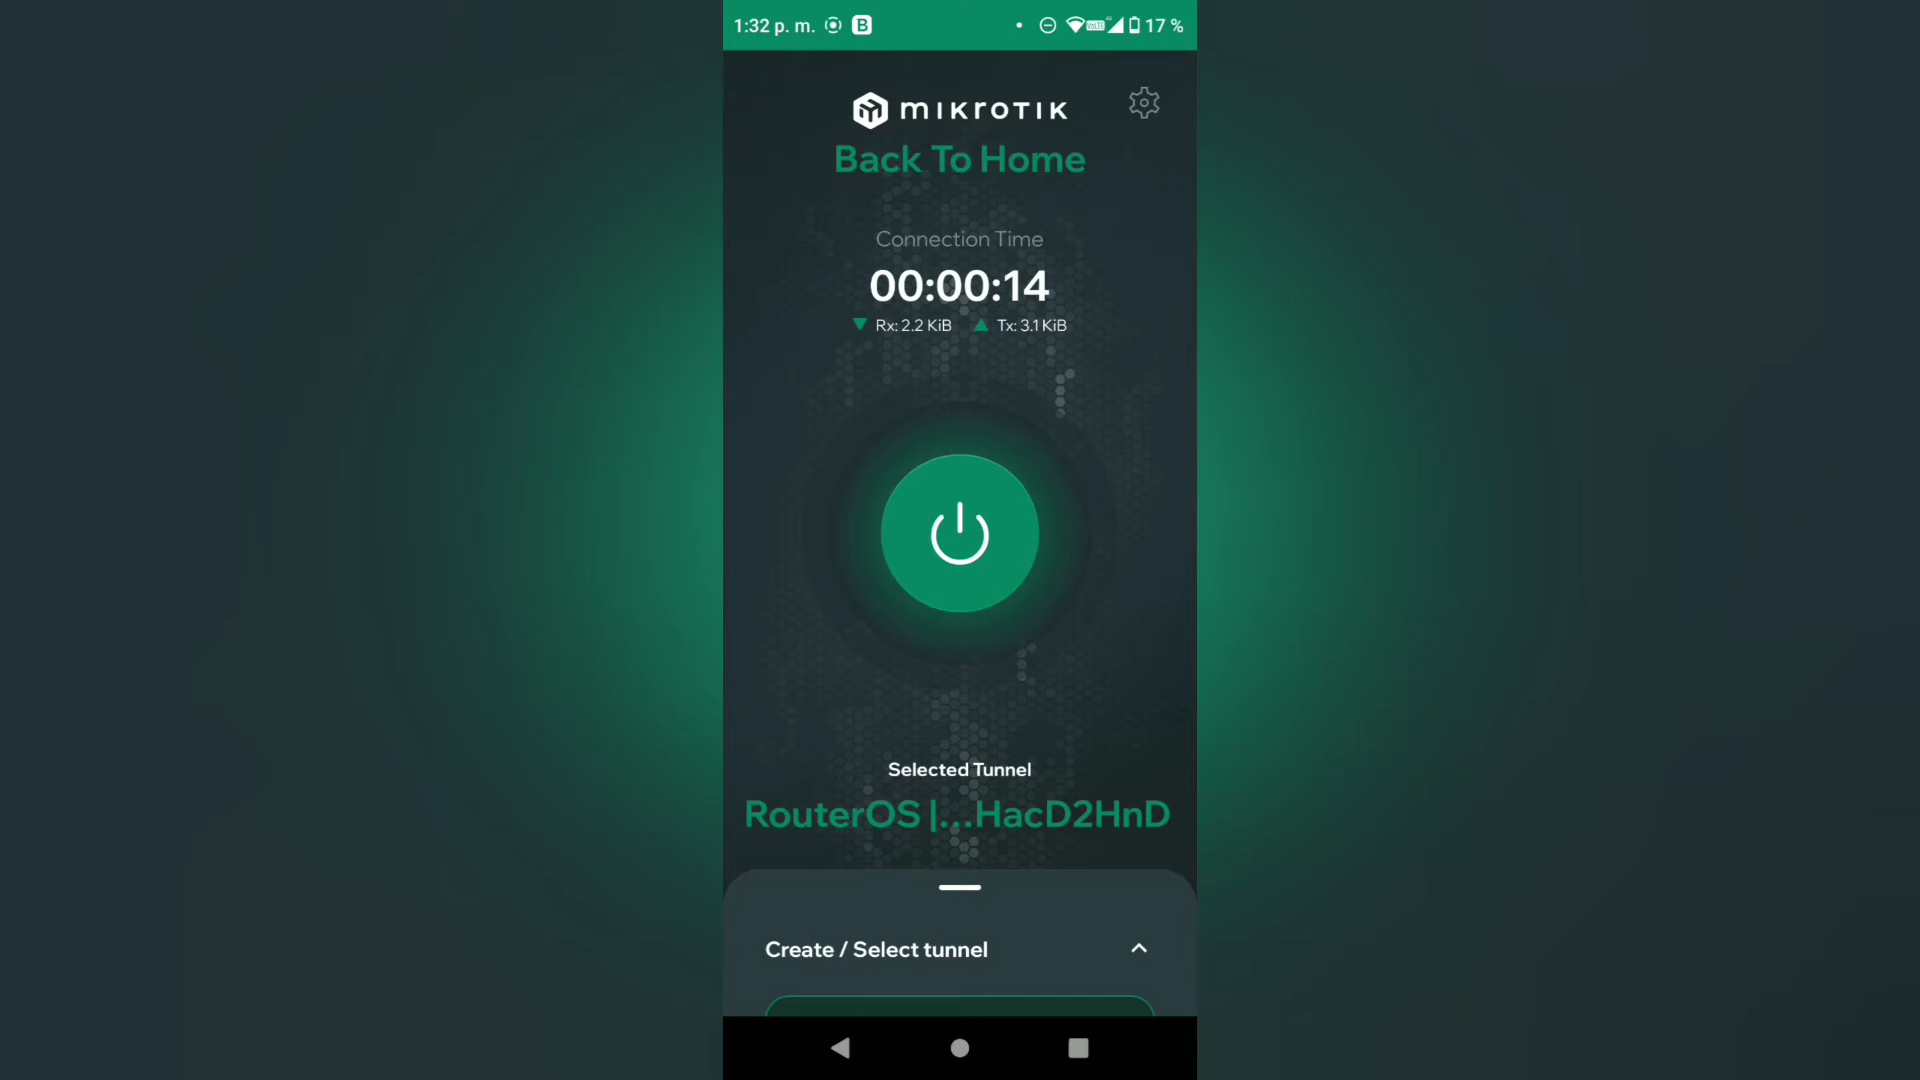 1:32 p. m. B 17 %
mikrotik
Back To Home
Connection Time
00:00:14
Rx: 2.2 KiB Tx: 3.1 KiB
Selected Tunnel
RouterOS |...HacD2HnD
Create / Select tunnel